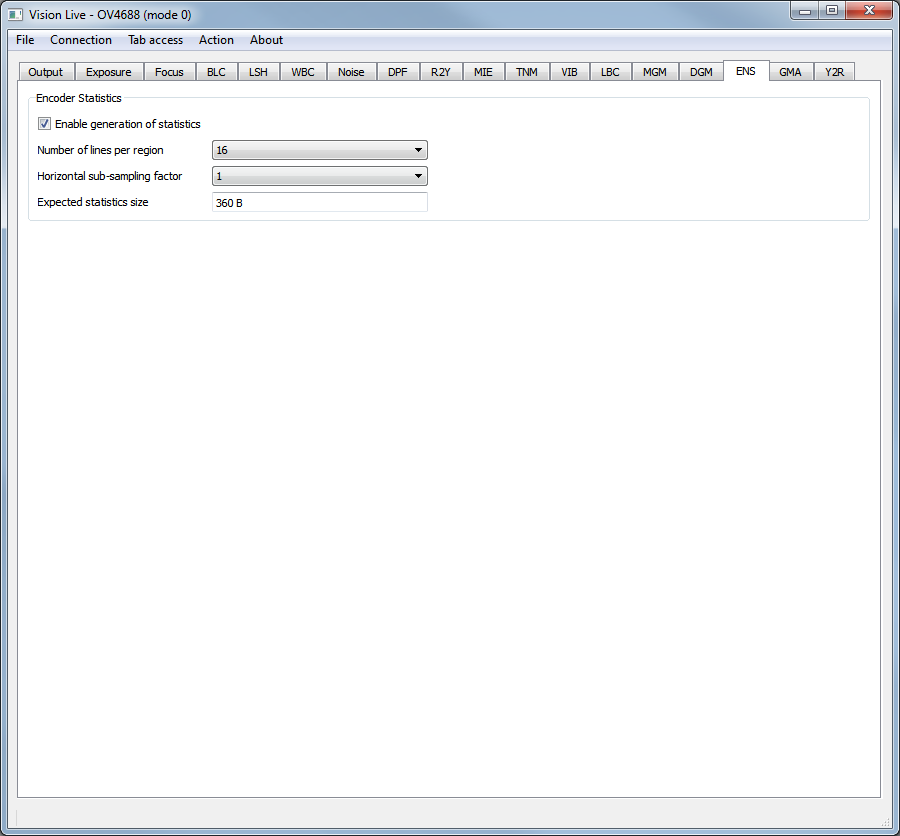 Vision Live - OV4688 (mode 0)
File Connection Tab access Action About
Output Exposure Focus BLC LSH WBC Noise DPF R2Y MIE TNM VIB LBC MGM DGM ENS GMA Y2R
Encoder Statistics
Enable generation of statistics
Number of lines per region 16
Horizontal sub-sampling factor 1
Expected statistics size 360 B